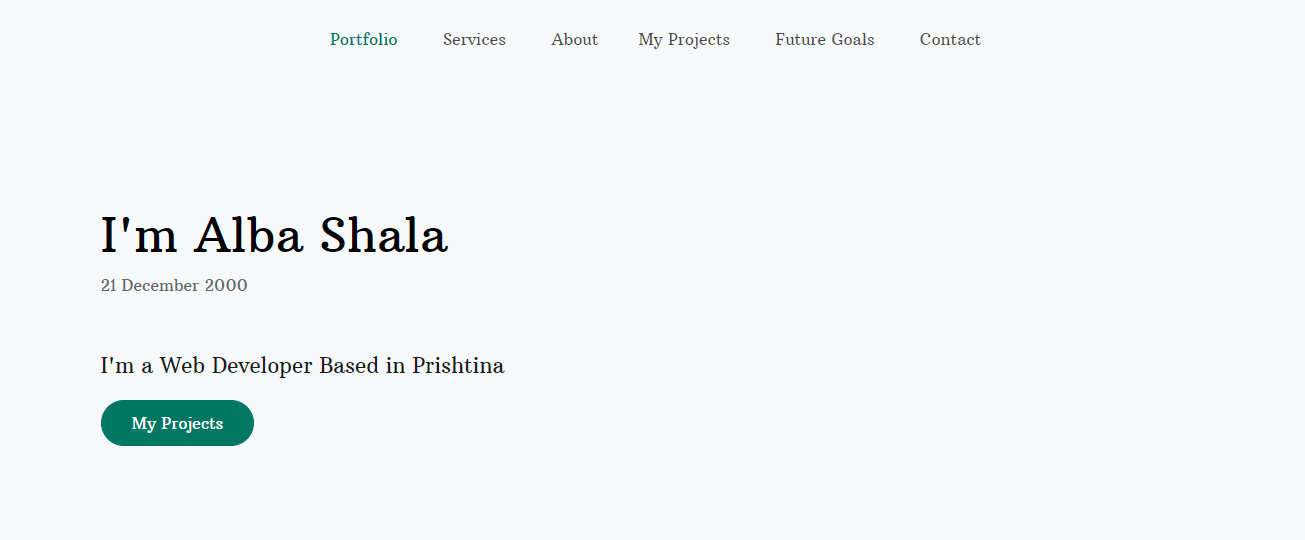 Portfolio Services About My Projects Future Goals Contact
I'm Alba Shala
21 December 2000
I'm a Web Developer Based in Prishtina
My Projects